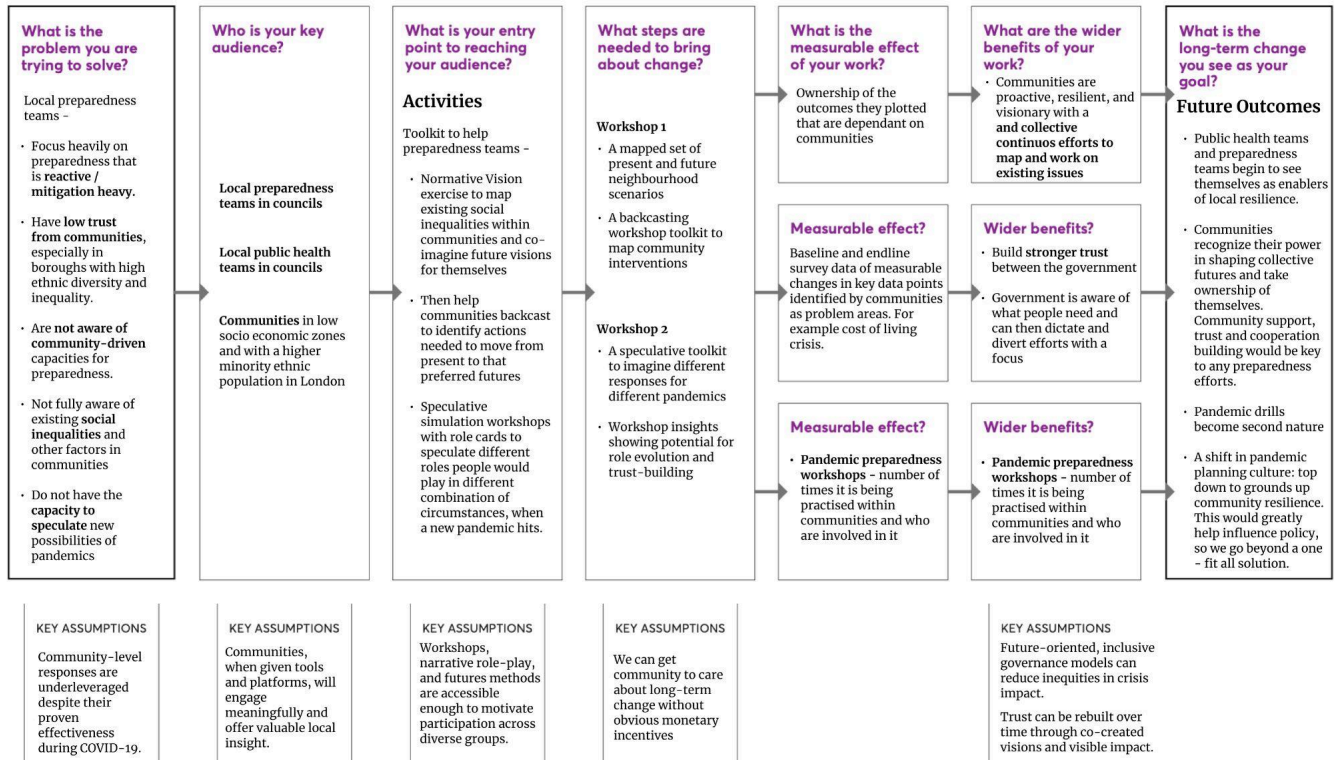 What is the
problem you are
trying to solve?
Local preparedness
teams -
· Focus heavily on
preparedness that
is reactive /
mitigation heavy.
· Have low trust
from communities,
especially in
boroughs with high
ethnic diversity and
inequality.
· Are not aware of
community-driven
capacities for
preparedness.
· Not fully aware of
existing social
inequalities and
other factors in
communities
· Do not have the
capacity to
speculate new
possibilities of
pandemics
Who is your key
audience?
Local preparedness
teams in councils
Local public health
teams in councils
Communities in low
socio economic zones
and with a higher
minority ethnic
population in London
What is your entry
point to reaching
your audience?
Activities
Toolkit to help
preparedness teams -
· Normative Vision
exercise to map
existing social
inequalities within
communities and co-
imagine future visions
for themselves
· Then help
communities backcast
to identify actions
needed to move from
present to that
preferred futures
· Speculative
simulation workshops
with role cards to
speculate different
roles people would
play in different
combination of
circumstances, when
a new pandemic hits.
What steps are
needed to bring
about change?
Workshop 1
· A mapped set of
present and future
neighbourhood
scenarios
· A backcasting
workshop toolkit to
map community
interventions
Workshop 2
· A speculative toolkit
to imagine different
responses for
different pandemics
· Workshop insights
showing potential for
role evolution and
trust-building
What is the
measurable effect
of your work?
Ownership of the
outcomes they plotted
that are dependant on
communities
Measurable effect?
Baseline and endline
survey data of measurable
changes in key data points
identified by communities
as problem areas. For
example cost of living
crisis.
Measurable effect?
· Pandemic preparedness
workshops - number of
times it is being
practised within
communities and who
are involved in it
What are the wider
benefits of your
work?
· Communities are
proactive, resilient, and
visionary with a
and collective
continuos efforts to
map and work on
existing issues
Wider benefits?
· Build stronger trust
between the government
· Government is aware of
what people need and
can then dictate and
divert efforts with a
focus
Wider benefits?
· Pandemic preparedness
workshops - number of
times it is being
practised within
communities and who
are involved in it
What is the
long-term change
you see as your
goal?
Future Outcomes
· Public health teams
and preparedness
teams begin to see
themselves as enablers
of local resilience.
· Communities
recognize their power
in shaping collective
futures and take
ownership of
themselves.
Community support,
trust and cooperation
building would be key
to any preparedness
efforts.
· Pandemic drills
become second nature
· A shift in pandemic
planning culture: top
down to grounds up
community resilience.
This would greatly
help influence policy,
so we go beyond a one
- fit all solution.
KEY ASSUMPTIONS
Community-level
responses are
underleveraged
despite their
proven
effectiveness
during COVID-19.
KEY ASSUMPTIONS
Communities,
when given tools
and platforms, will
engage
meaningfully and
offer valuable local
insight.
KEY ASSUMPTIONS
Workshops,
narrative role-play,
and futures methods
are accessible
enough to motivate
participation across
diverse groups.
KEY ASSUMPTIONS
We can get
community to care
about long-term
change without
obvious monetary
incentives
KEY ASSUMPTIONS
Future-oriented, inclusive
governance models can
reduce inequities in crisis
impact.
Trust can be rebuilt over
time through co-created
visions and visible impact.